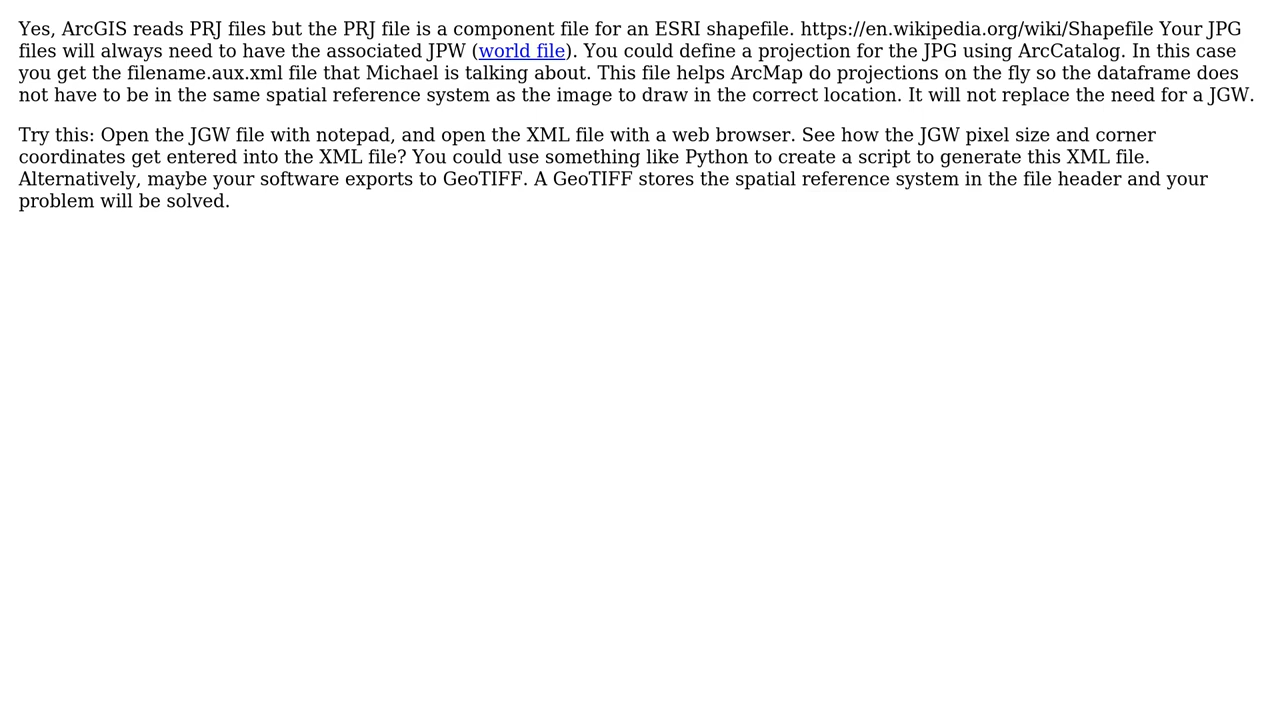 Yes, ArcGIS reads PRJ files but the PRJ file is a component file for an ESRI shapefile. https://en.wikipedia.org/wiki/Shapefile Your JPG
files will always need to have the associated JPW (world file). You could define a projection for the JPG using ArcCatalog. In this case
you get the filename.aux.xml file that Michael is talking about. This file helps ArcMap do projections on the fly so the dataframe does
not have to be in the same spatial reference system as the image to draw in the correct location. It will not replace the need for a JGW.
Try this: Open the JGW file with notepad, and open the XML file with a web browser. See how the JGW pixel size and corner
coordinates get entered into the XML file? You could use something like Python to create a script to generate this XML file.
Alternatively, maybe your software exports to GeoTIFF. A GeoTIFF stores the spatial reference system in the file header and your
problem will be solved.